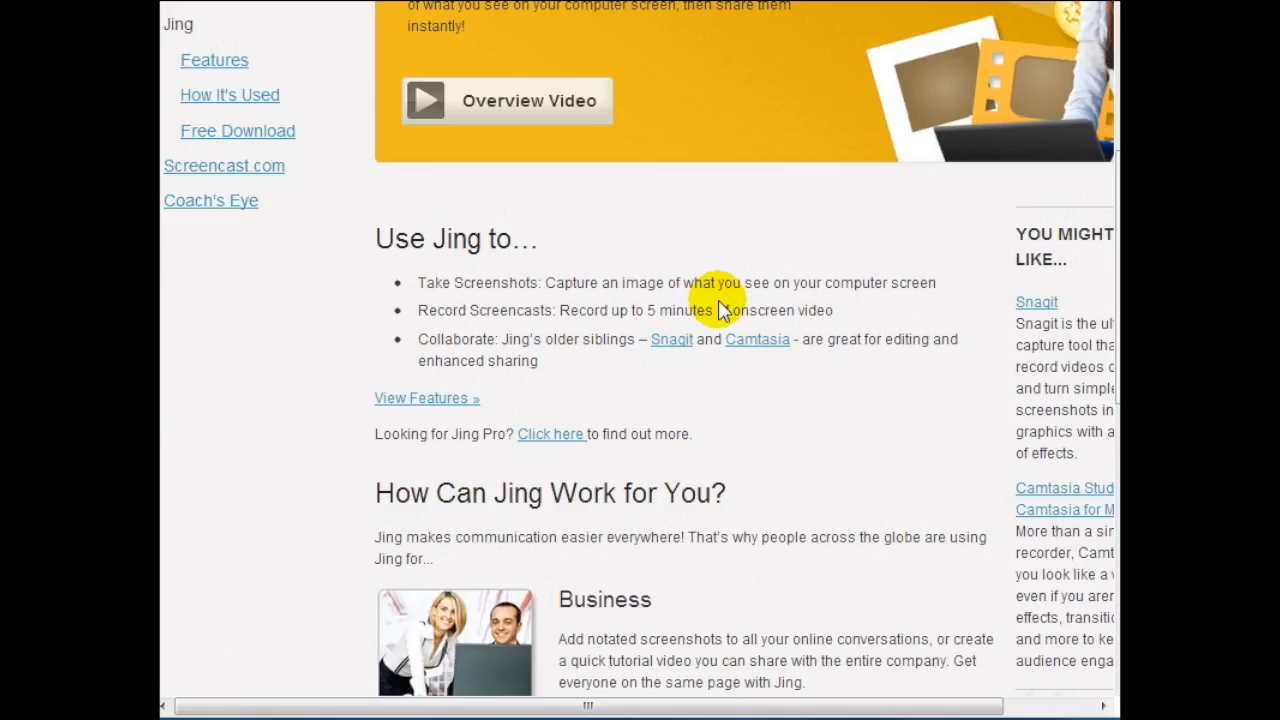 Jing
Features
How It's Used
Free Download
Screencast.com
Coach's Eye
of what you see on your computer screen, then share them
instantly!
Overview Video
Use Jing to…
Take Screenshots: Capture an image of what you see on your computer screen
Record Screencasts: Record up to 5 minutes of onscreen video
Collaborate: Jing's older siblings – Snagit and Camtasia - are great for editing and
enhanced sharing
View Features »
Looking for Jing Pro? Click here to find out more.
How Can Jing Work for You?
Jing makes communication easier everywhere! That's why people across the globe are using
Jing for...
Business
Add notated screenshots to all your online conversations, or create
a quick tutorial video you can share with the entire company. Get
everyone on the same page with Jing.
YOU MIGHT
LIKE...
Snagit
Snagit is the ul
capture tool tha
record videos o
and turn simple
screenshots in
graphics with a
of effects.
Camtasia Stud
Camtasia for M
More than a sin
recorder, Camt
you look like a
even if you aren
effects, transitio
and more to ke
audience enga